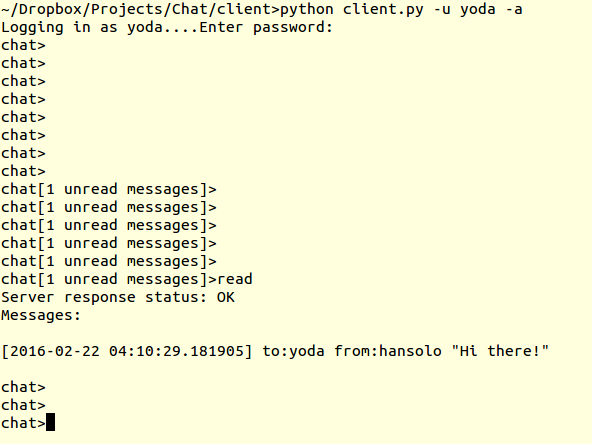 ~/Dropbox/Projects/Chat/client>python client.py -u yoda -a
Logging in as yoda....Enter password:
chat>
chat>
chat>
chat>
chat>
chat>
chat>
chat>
chat[1 unread messages]>
chat[1 unread messages]>
chat[1 unread messages]>
chat[1 unread messages]>
chat[1 unread messages]>
chat[1 unread messages]>read
Server response status: OK
Messages:

[2016-02-22 04:10:29.181905] to:yoda from:hansolo "Hi there!"

chat>
chat>
chat>